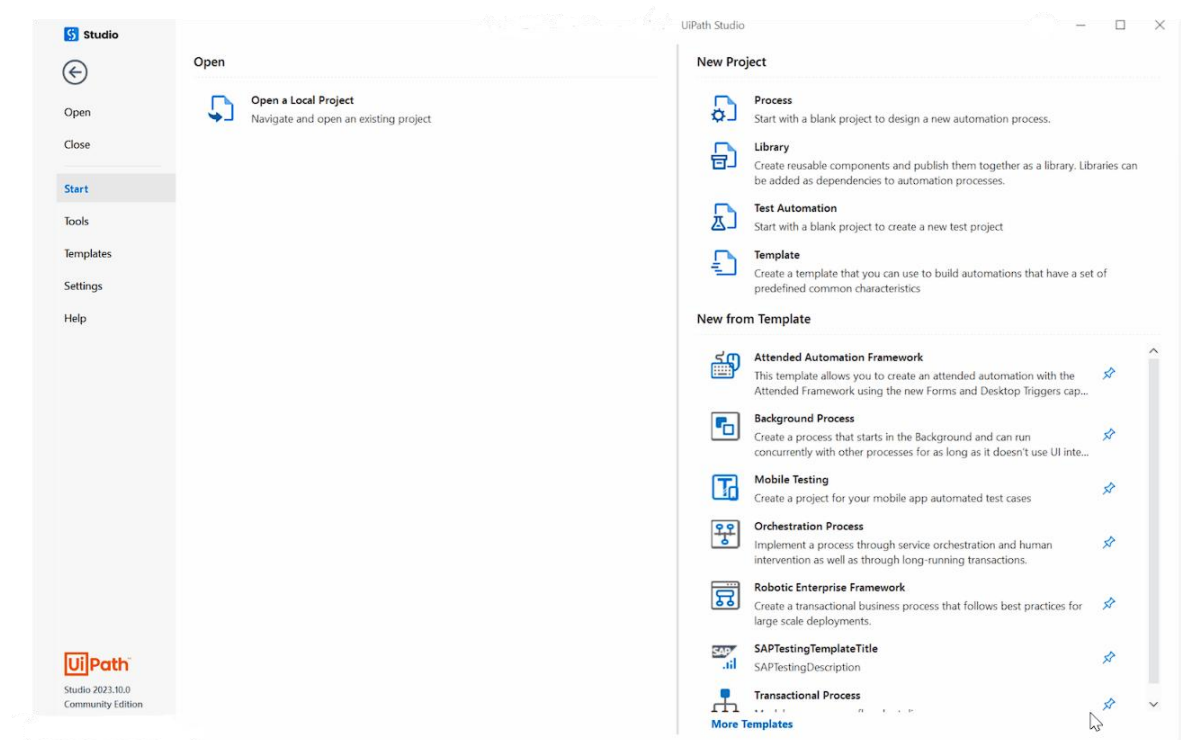 Studio
UiPath Studio
Open
Close
Start
Tools
Templates
Settings
Help
UiPath
Studio 2023.10.0
Community Edition
Open
Open a Local Project
Navigate and open an existing project
New Project
Process
Start with a blank project to design a new automation process.
Library
Create reusable components and publish them together as a library. Libraries can
be added as dependencies to automation processes.
Test Automation
Start with a blank project to create a new test project
Template
Create a template that you can use to build automations that have a set of
predefined common characteristics
New from Template
Attended Automation Framework
This template allows you to create an attended automation with the
Attended Framework using the new Forms and Desktop Triggers cap...
Background Process
Create a process that starts in the Background and can run
concurrently with other processes for as long as it doesn't use UI inte...
Mobile Testing
Create a project for your mobile app automated test cases
Orchestration Process
Implement a process through service orchestration and human
intervention as well as through long-running transactions.
Robotic Enterprise Framework
Create a transactional business process that follows best practices for
large scale deployments.
SAP
SAPTestingTemplateTitle
SAPTestingDescription
Transactional Process
More Templates